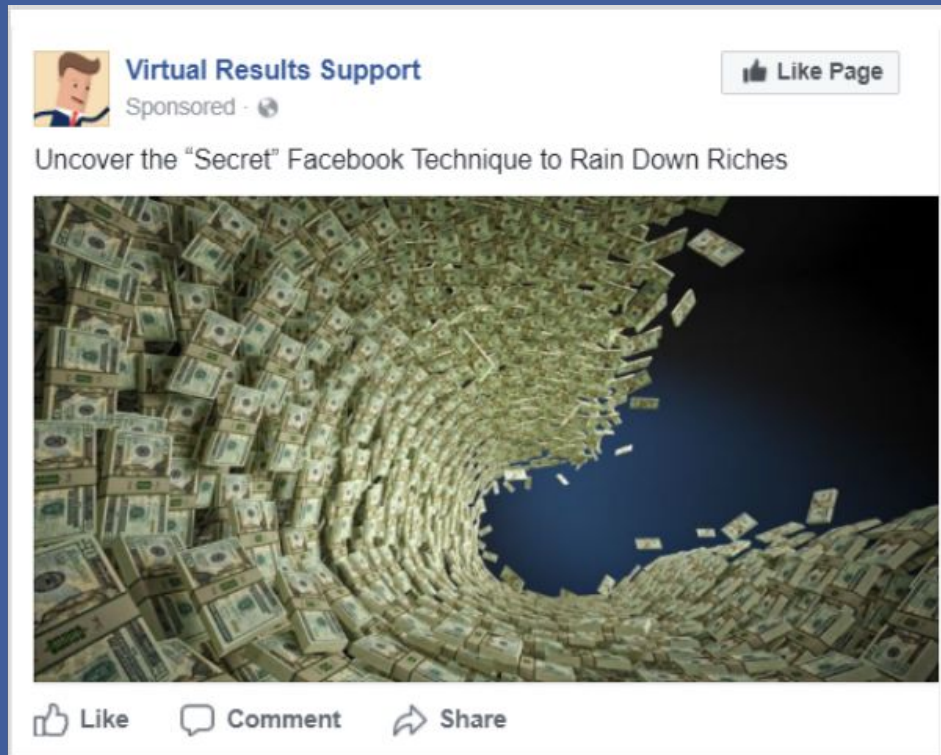 Virtual Results Support
Like Page
Sponsored ·
Uncover the “Secret” Facebook Technique to Rain Down Riches
Like Comment Share